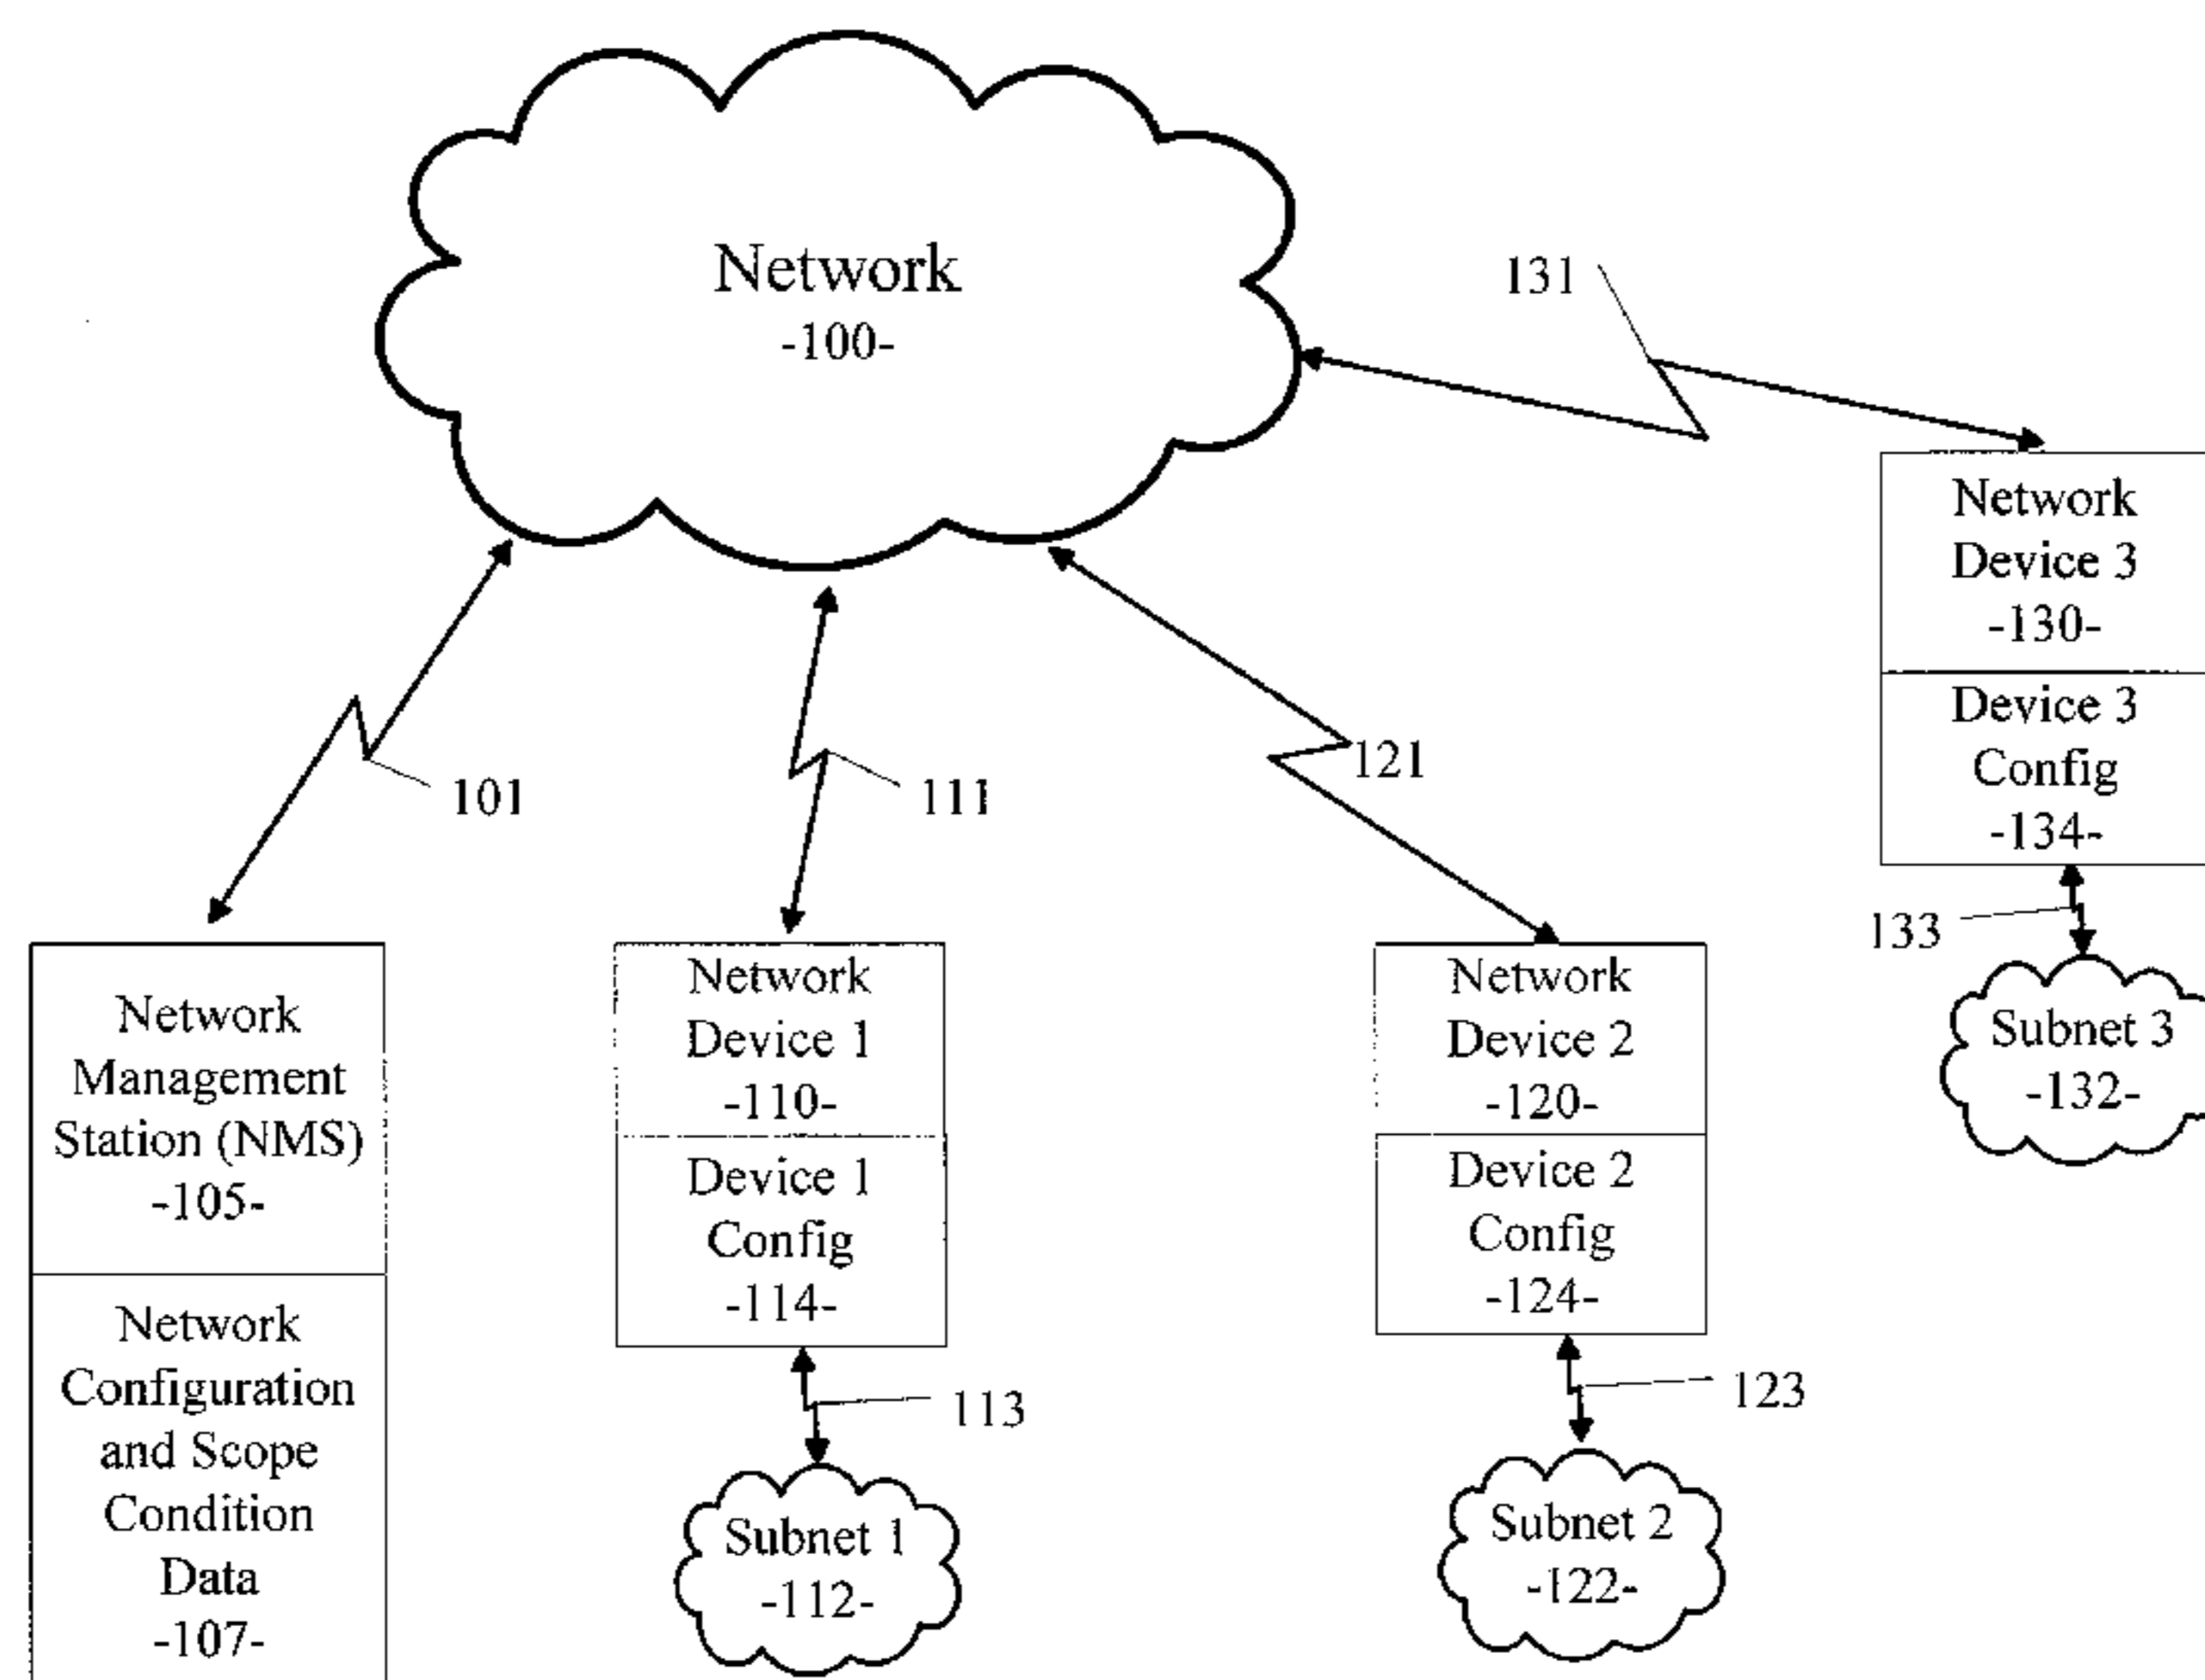 Network
-100-
131
Network
Device 3
-130-
Device 3
Config
-134-
133
Subnet 3
-132-
101
111
121
Network
Management
Station (NMS)
-105-
Network
Configuration
and Scope
Condition
Data
-107-
Network
Device 1
-110-
Device 1
Config
-114-
113
Subnet 1
-112-
Network
Device 2
-120-
Device 2
Config
-124-
123
Subnet 2
-122-